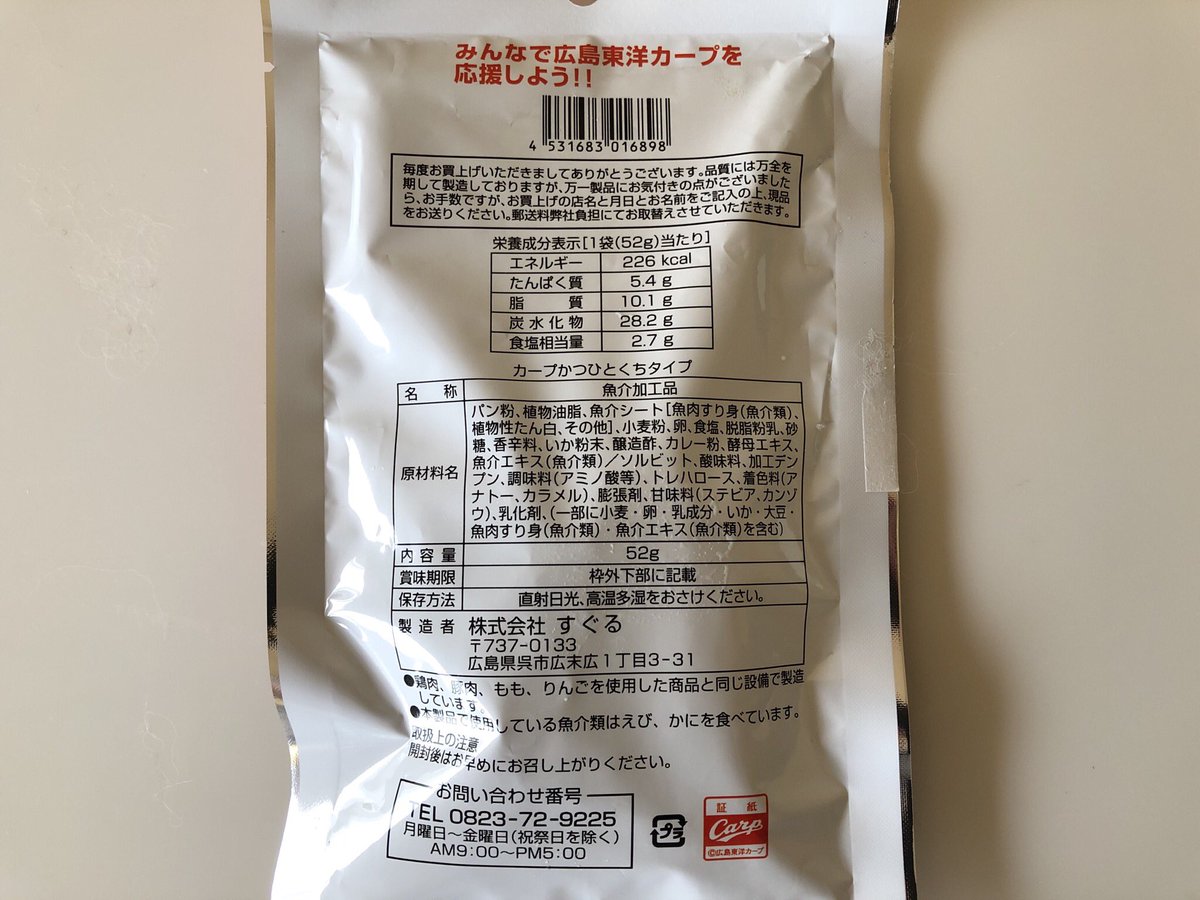 みんなで広島東洋カープを
応援しよう!!
4 531683 016898
毎度お買上げいただきましてありがとうございます。品質には万全を
期して製造しておりますが、万一製品にお気付きの点がございました
ら、お手数ですが、お買上げの店名と月日とお名前をご記入の上、現品
をお送りください。郵送料弊社負担にてお取替えさせていただきます。
栄養成分表示[1袋(52g)当たり]
エネルギー 226 kcal
たんぱく質 5.4 g
脂質 10.1 g
炭水化物 28.2 g
食塩相当量 2.7 g
カープかつひとくちタイプ
名称 魚介加工品
原材料名
パン粉、植物油脂、魚介シート[魚肉すり身(魚介類)、
植物性たん白、その他]、小麦粉、卵、食塩、脱脂粉乳、砂
糖、香辛料、いか粉末、醸造酢、カレー粉、酵母エキス、
魚介エキス(魚介類)/ソルビット、酸味料、加工デン
プン、調味料(アミノ酸等)、トレハロース、着色料(ア
ナトー、カラメル)、膨張剤、甘味料(ステビア、カンゾ
ウ)、乳化剤、(一部に小麦・卵・乳成分・いか・大豆・
魚肉すり身(魚介類)・魚介エキス(魚介類)を含む)
内容量 52g
賞味期限 枠外下部に記載
保存方法 直射日光、高温多湿をおさけください。
製造者 株式会社 すぐる
〒737-0133
広島県呉市広末広1丁目3-31
●鶏肉、豚肉、もも、りんごを使用した商品と同じ設備で製造
しています。
●本製品で使用している魚介類はえび、かにを食べています。
取扱上の注意
開封後はお早めにお召し上がりください。
お問い合わせ番号
TEL 0823-72-9225
月曜日〜金曜日(祝祭日を除く)
AM9:00〜PM5:00
プラ
証紙
Carp
©広島東洋カープ